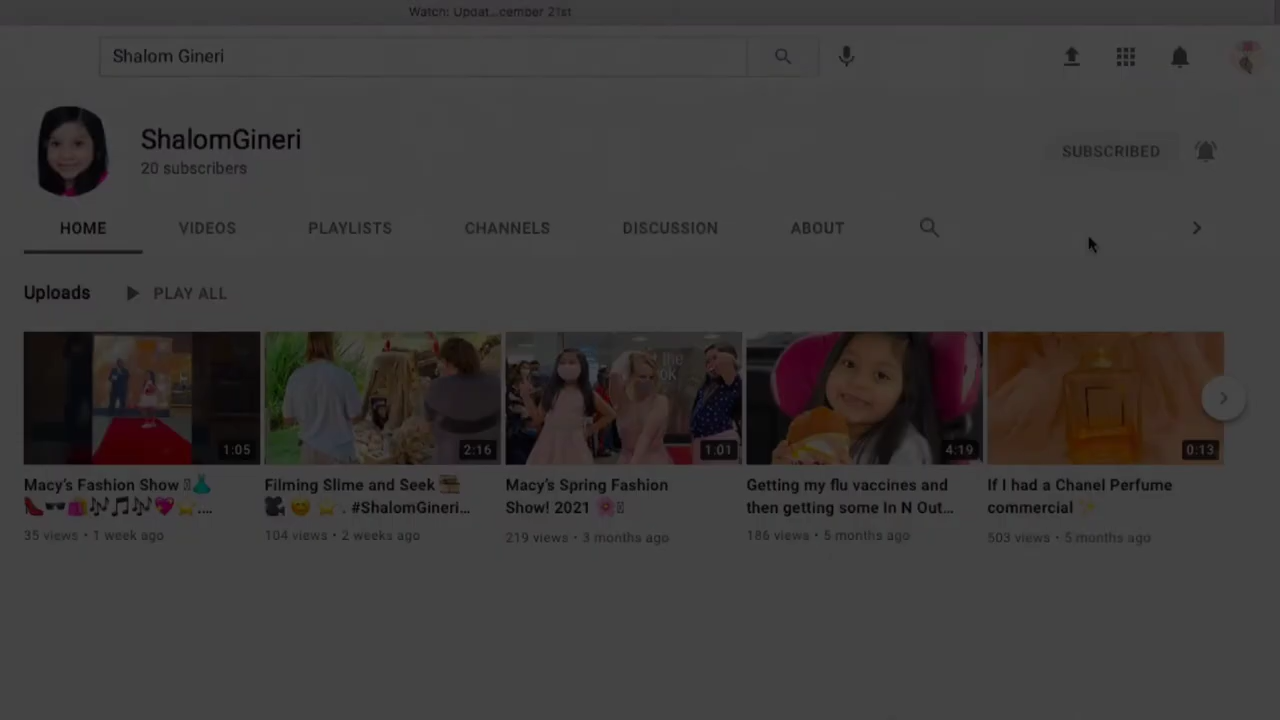 Watch: Updat...cember 21st
Shalom Gineri
ShalomGineri
20 subscribers
SUBSCRIBED
HOME VIDEOS PLAYLISTS CHANNELS DISCUSSION ABOUT
Uploads PLAY ALL
1:05 2:16 1:01 4:19 0:13
Macy's Fashion Show 👗
👠🕶️🛍️🎶🎵🎶💖⭐....
35 views • 1 week ago
Filming Slime and Seek 🎬
🎥 😊 ⭐ . #ShalomGineri...
104 views • 2 weeks ago
Macy's Spring Fashion
Show! 2021 🌸
219 views • 3 months ago
Getting my flu vaccines and
then getting some In N Out...
186 views • 5 months ago
If I had a Chanel Perfume
commercial ✨
503 views • 5 months ago